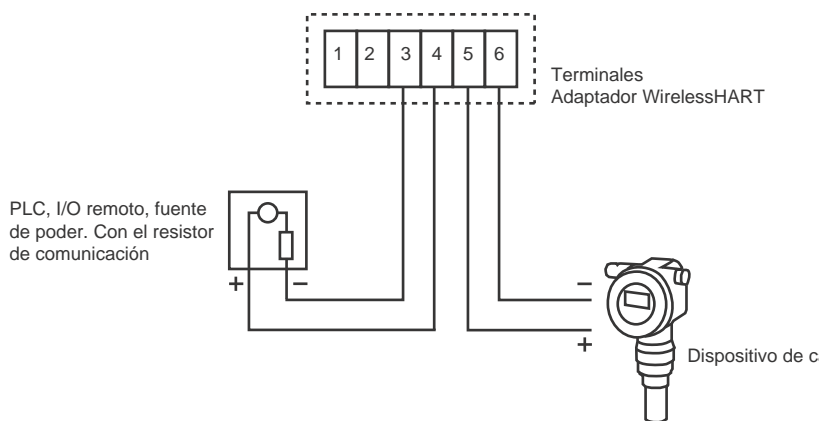 1 2 3 4 5 6
Terminales
Adaptador WirelessHART
PLC, I/O remoto, fuente
de poder. Con el resistor
de comunicación
+ −
−
+
Dispositivo de c